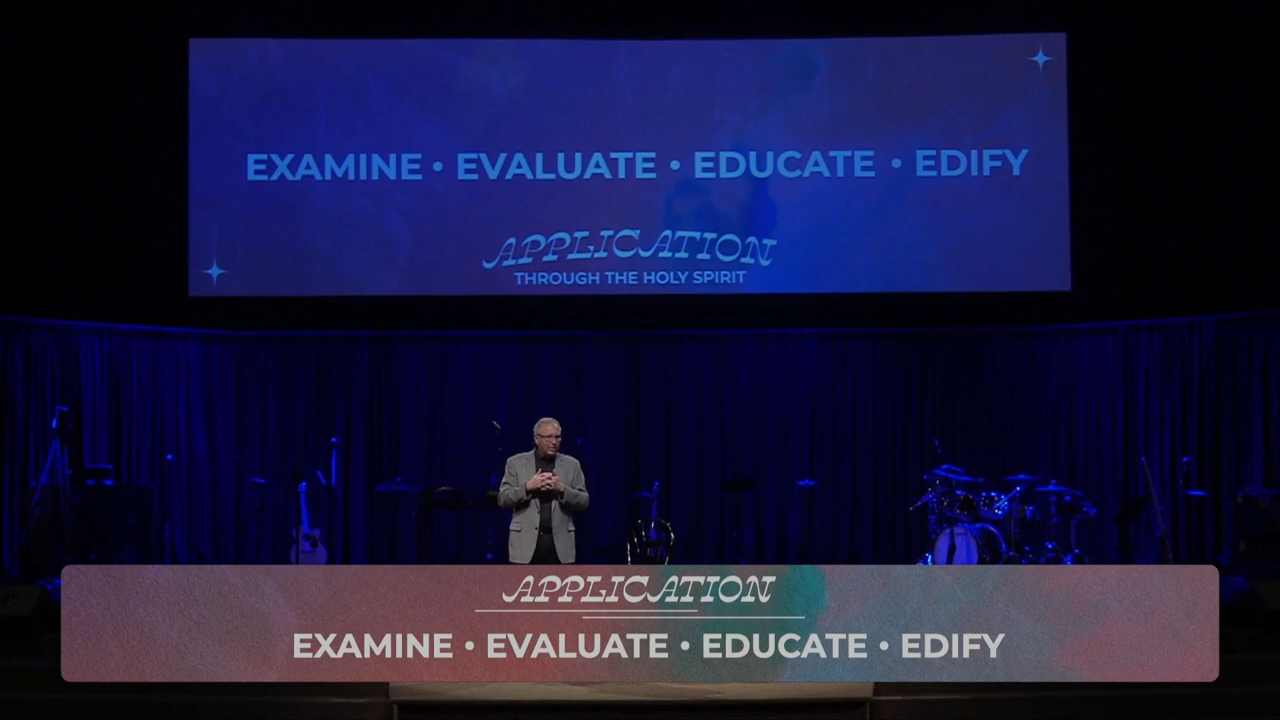 EXAMINE • EVALUATE • EDUCATE • EDIFY
APPLICATION
THROUGH THE HOLY SPIRIT
APPLICATION
EXAMINE • EVALUATE • EDUCATE • EDIFY